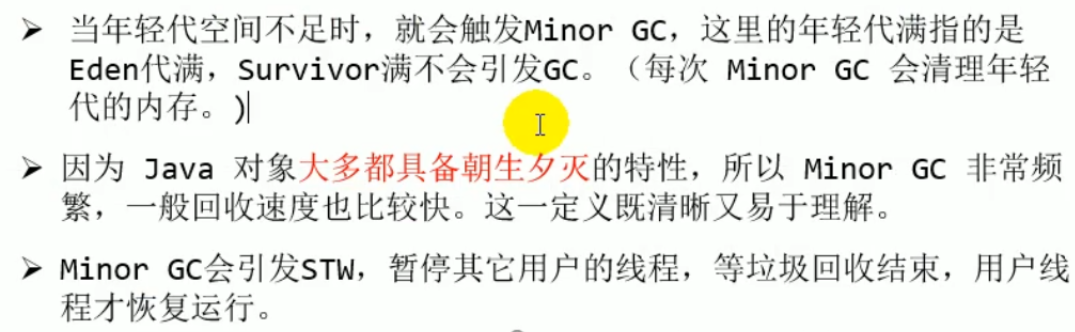 ➤ 当年轻代空间不足时，就会触发Minor GC，这里的年轻代满指的是
Eden代满，Survivor满不会引发GC。（每次 Minor GC 会清理年轻
代的内存。)
➤ 因为 Java 对象大多都具备朝生夕灭的特性，所以 Minor GC 非常频
繁，一般回收速度也比较快。这一定义既清晰又易于理解。
➤ Minor GC会引发STW，暂停其它用户的线程，等垃圾回收结束，用户线
程才恢复运行。